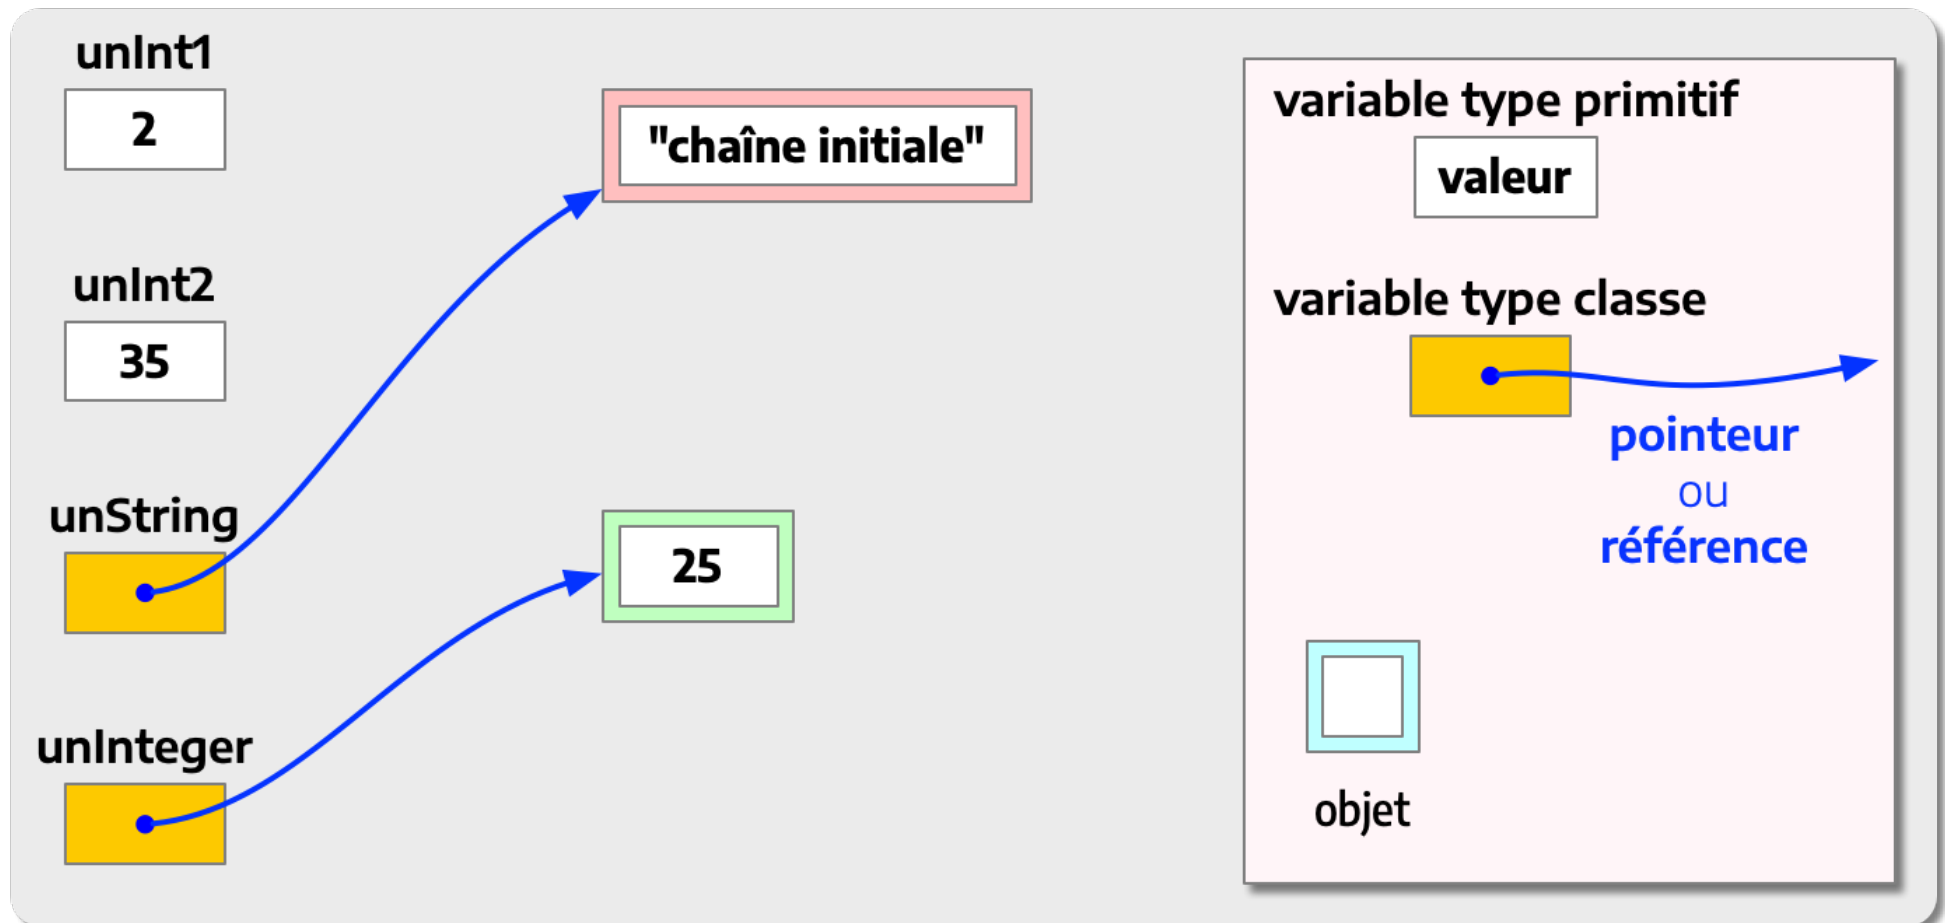 unInt1
2
"chaîne initiale"
unInt2
35
unString
25
unInteger
variable type primitif
valeur
variable type classe
pointeur
ou
référence
objet